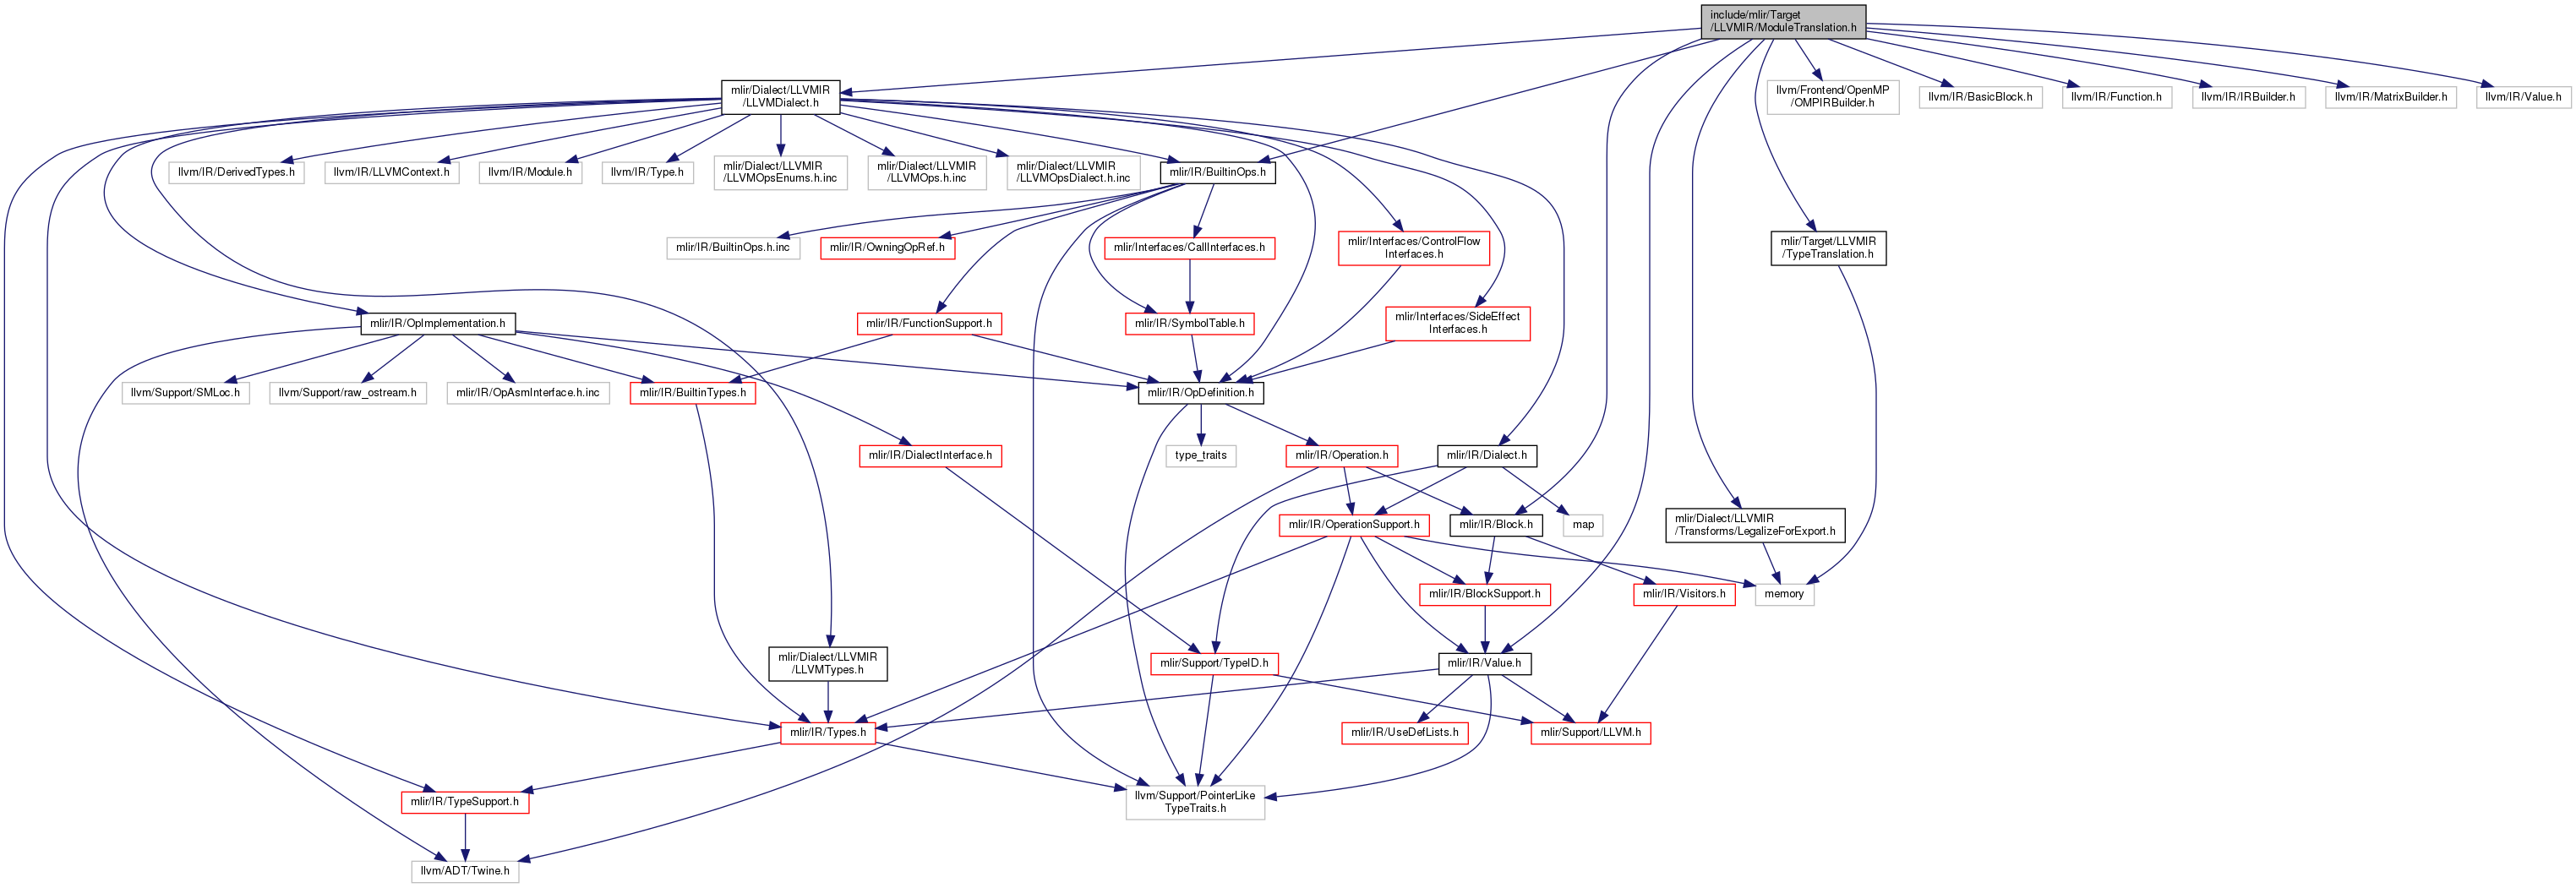 include/mlir/Target
/LLVMIR/ModuleTranslation.h
mlir/Dialect/LLVMIR
/LLVMDialect.h
llvm/Frontend/OpenMP
/OMPIRBuilder.h
llvm/IR/BasicBlock.h
llvm/IR/Function.h
llvm/IR/IRBuilder.h
llvm/IR/MatrixBuilder.h
llvm/IR/Value.h
llvm/IR/DerivedTypes.h
llvm/IR/LLVMContext.h
llvm/IR/Module.h
llvm/IR/Type.h
mlir/Dialect/LLVMIR
/LLVMOpsEnums.h.inc
mlir/Dialect/LLVMIR
/LLVMOps.h.inc
mlir/Dialect/LLVMIR
/LLVMOpsDialect.h.inc
mlir/IR/BuiltinOps.h
mlir/IR/BuiltinOps.h.inc
mlir/IR/OwningOpRef.h
mlir/Interfaces/CallInterfaces.h
mlir/Interfaces/ControlFlow
Interfaces.h
mlir/Target/LLVMIR
/TypeTranslation.h
mlir/IR/OpImplementation.h
mlir/IR/FunctionSupport.h
mlir/IR/SymbolTable.h
mlir/Interfaces/SideEffect
Interfaces.h
llvm/Support/SMLoc.h
llvm/Support/raw_ostream.h
mlir/IR/OpAsmInterface.h.inc
mlir/IR/BuiltinTypes.h
mlir/IR/OpDefinition.h
mlir/IR/DialectInterface.h
type_traits
mlir/IR/Operation.h
mlir/IR/Dialect.h
mlir/IR/OperationSupport.h
mlir/IR/Block.h
map
mlir/Dialect/LLVMIR
/Transforms/LegalizeForExport.h
mlir/IR/BlockSupport.h
mlir/IR/Visitors.h
memory
mlir/Dialect/LLVMIR
/LLVMTypes.h
mlir/Support/TypeID.h
mlir/IR/Value.h
mlir/IR/Types.h
mlir/IR/UseDefLists.h
mlir/Support/LLVM.h
mlir/IR/TypeSupport.h
llvm/Support/PointerLike
TypeTraits.h
llvm/ADT/Twine.h